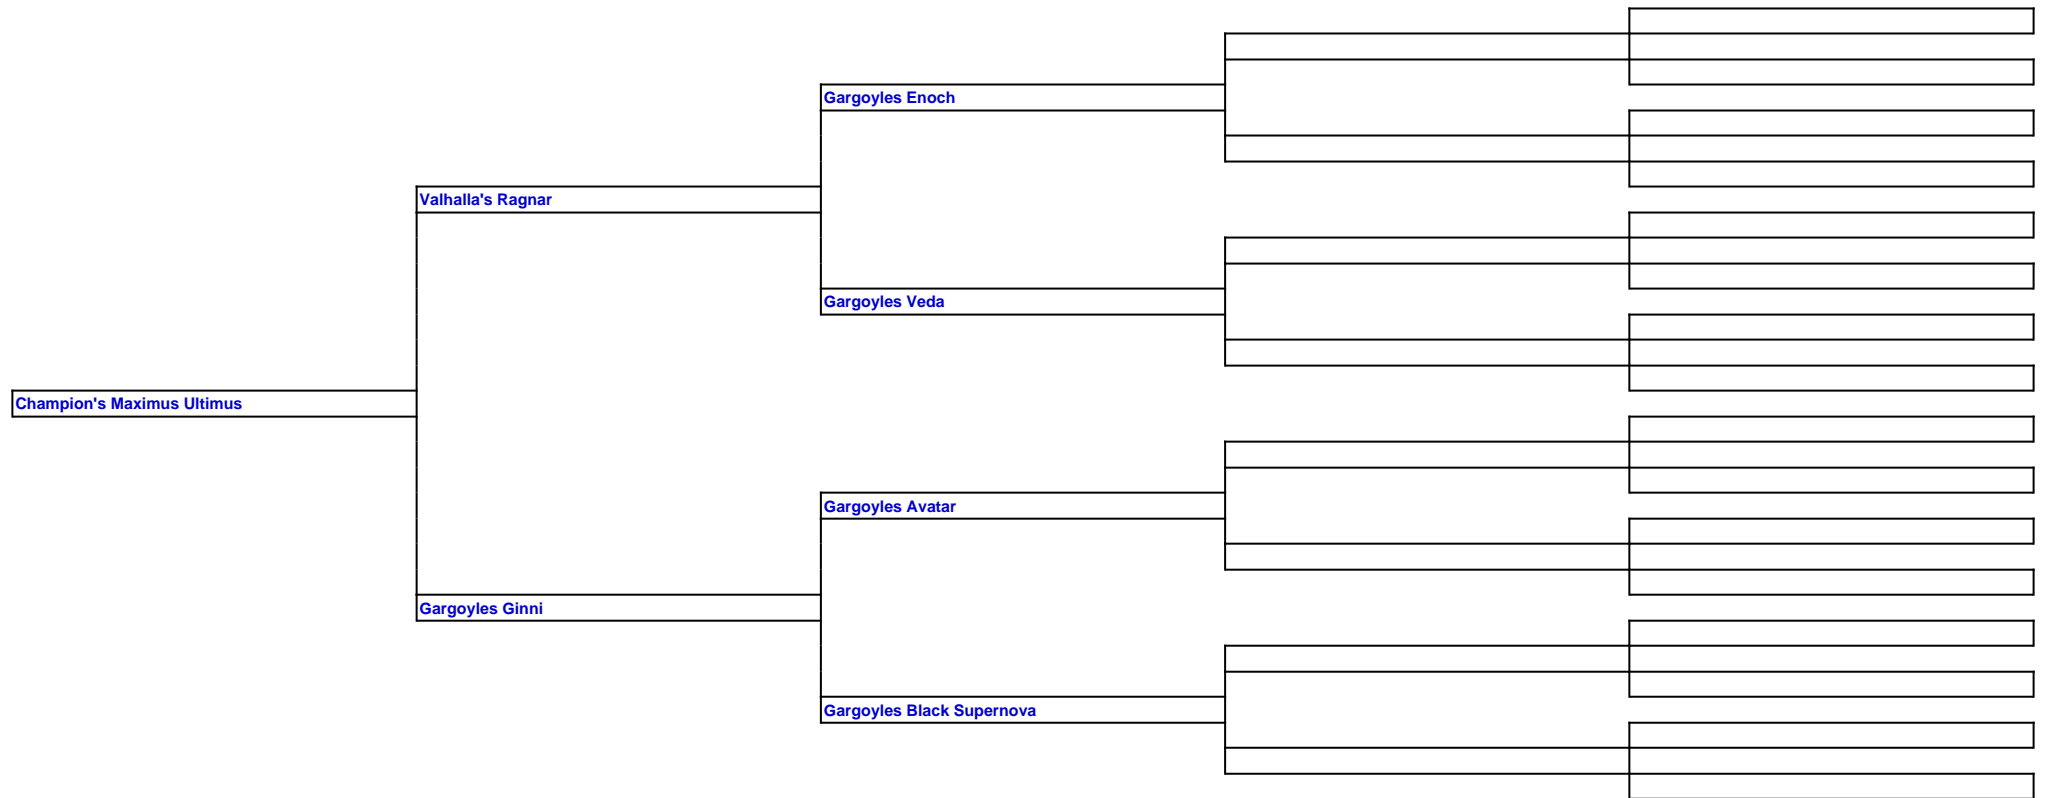 Gargoyles Enoch
Valhalla's Ragnar
Gargoyles Veda
Champion's Maximus Ultimus
Gargoyles Avatar
Gargoyles Ginni
Gargoyles Black Supernova